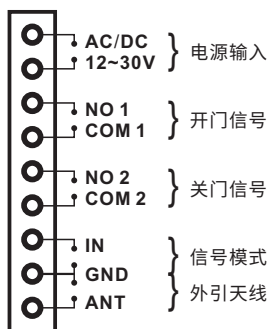 AC/DC
12~30V
电源输入
NO 1
COM 1
开门信号
NO 2
COM 2
关门信号
IN
信号模式
GND
外引天线
ANT